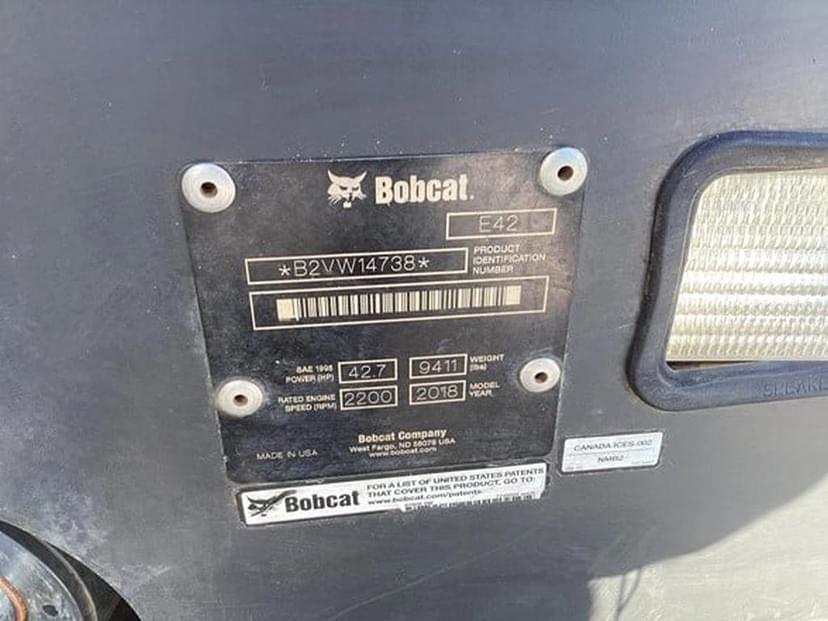 Bobcat.
E42
*B2VW14738*
PRODUCT
IDENTIFICATION
NUMBER
SAE 1995
POWER (HP)
42.7
9411
WEIGHT
(lbs)
RATED ENGINE
SPEED (RPM)
2200
2018
MODEL
YEAR
Bobcat Company
West Fargo, ND 58078 USA
www.bobcat.com
MADE IN USA
Bobcat
FOR A LIST OF UNITED STATES PATENTS
THAT COVER THIS PRODUCT, GO TO:
www.bobcat.com/patents
CANADA ICES-002
NMB2
SPEAKE